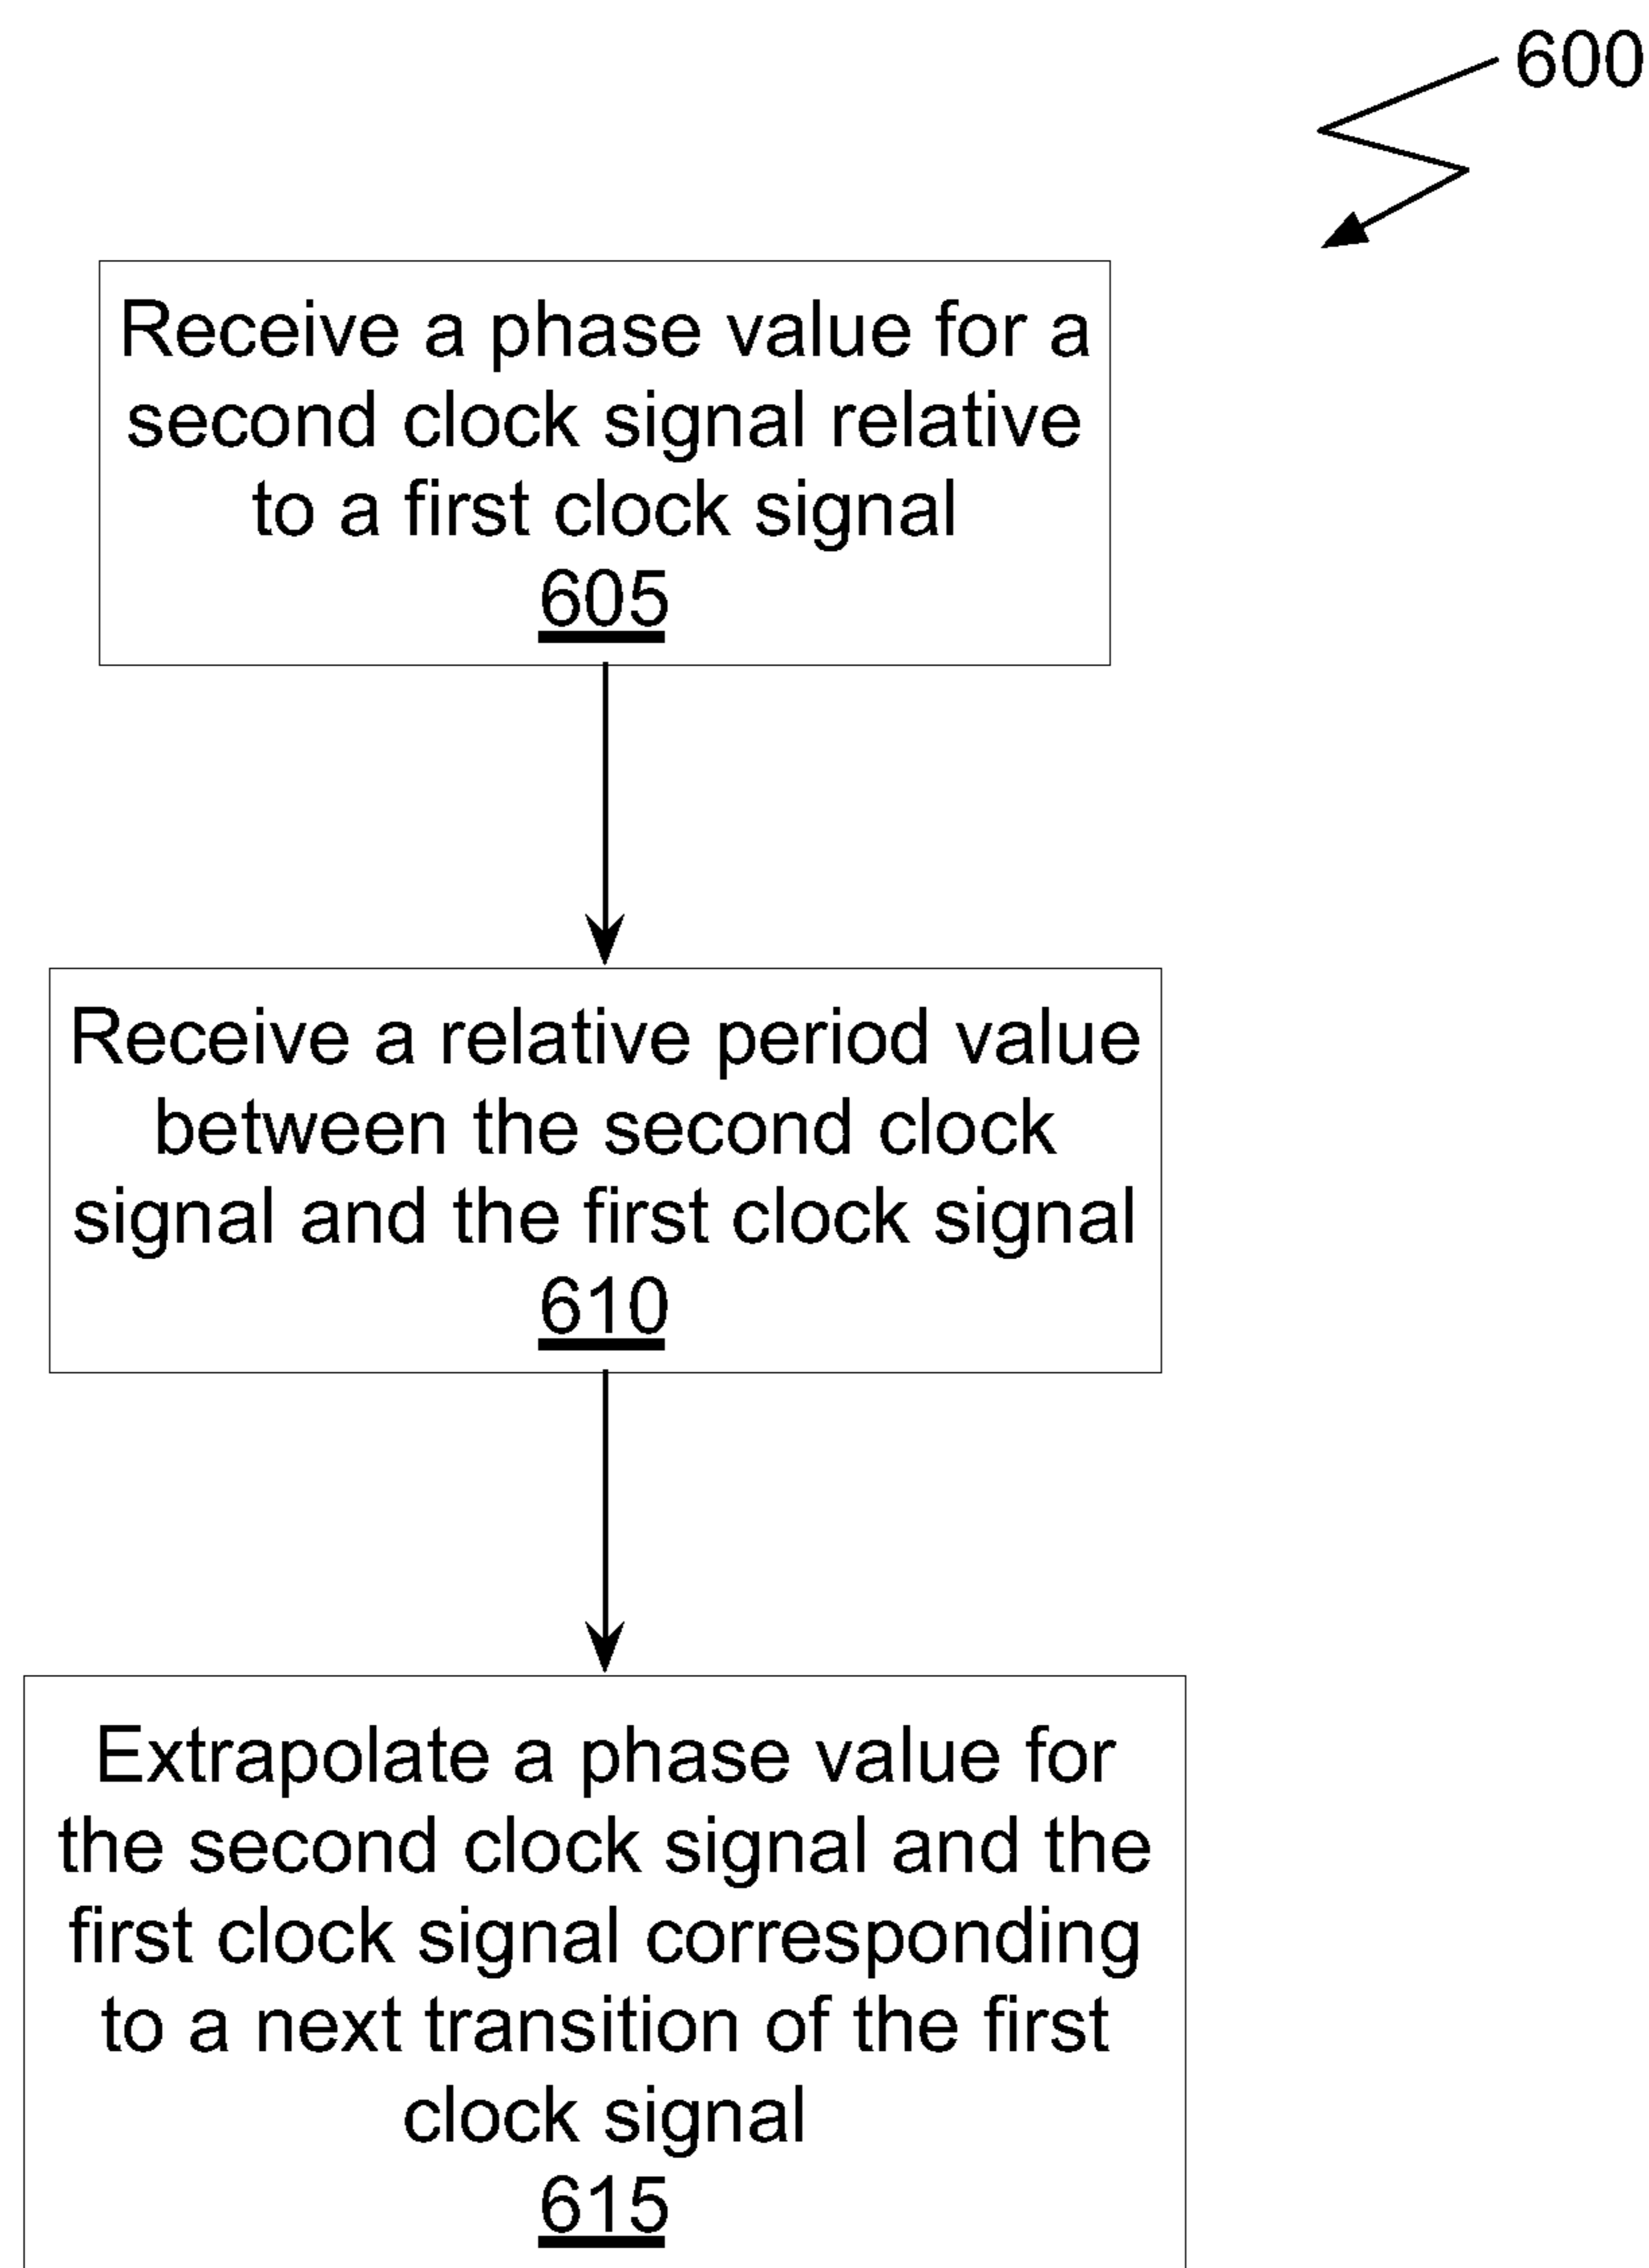 600
Receive a phase value for a
second clock signal relative
to a first clock signal
605
Receive a relative period value
between the second clock
signal and the first clock signal
610
Extrapolate a phase value for
the second clock signal and the
first clock signal corresponding
to a next transition of the first
clock signal
615